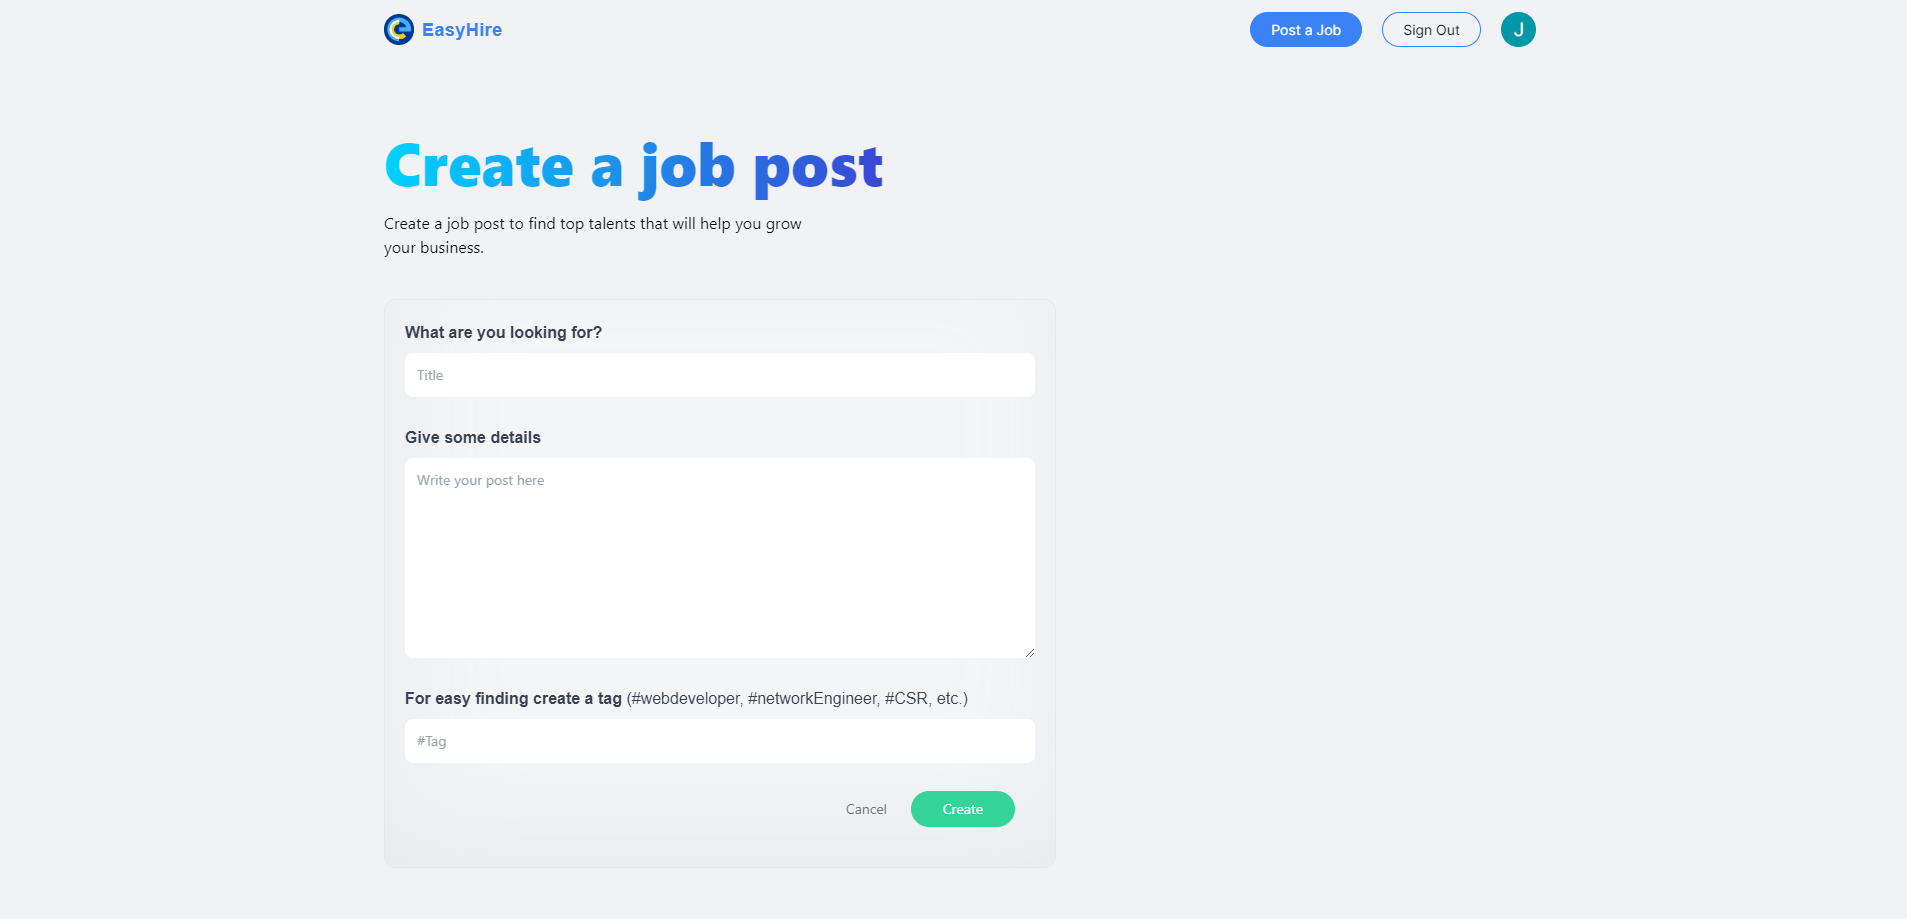 EasyHire
Post a Job
Sign Out
J
Create a job post
Create a job post to find top talents that will help you grow
your business.
What are you looking for?
Title
Give some details
Write your post here
For easy finding create a tag (#webdeveloper, #networkEngineer, #CSR, etc.)
#Tag
Cancel
Create